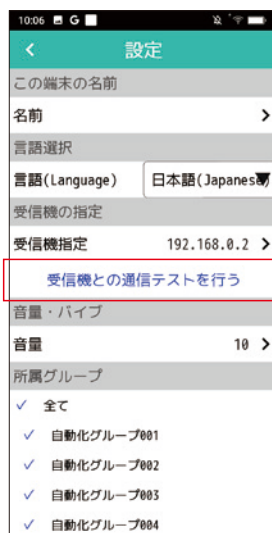 10:06 G
設定
この端末の名前
名前
言語選択
言語(Language) 日本語(Japanese)
受信機の指定
受信機指定 192.168.0.2
受信機との通信テストを行う
音量・バイブ
音量 10
所属グループ
全て
自動化グループ001
自動化グループ002
自動化グループ003
自動化グループ004